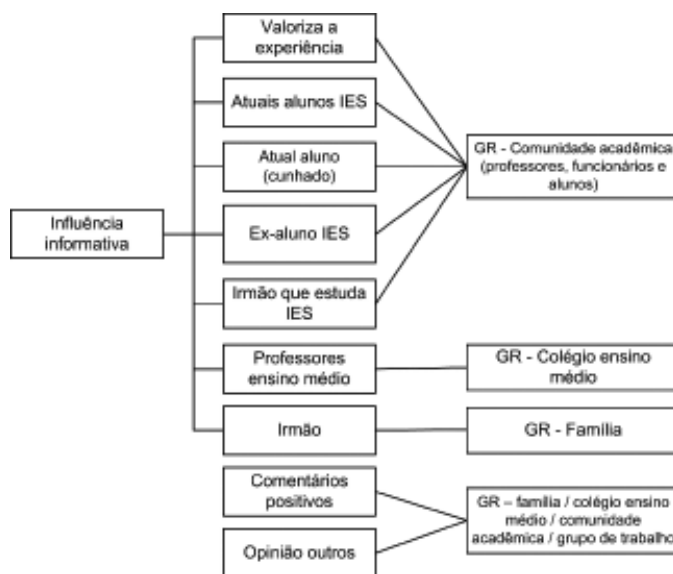 Valoriza a
experiência
Atuais alunos IES
Atual aluno
(cunhado)
GR - Comunidade acadêmica
(professores, funcionários e
alunos)
Influência
informativa
Ex-aluno IES
Irmão que estuda
IES
Professores
ensino médio
GR - Colégio ensino
médio
Irmão
GR - Família
Comentários
positivos
Opinião outros
GR – família / colégio ensino
médio / comunidade
acadêmica / grupo de trabalho